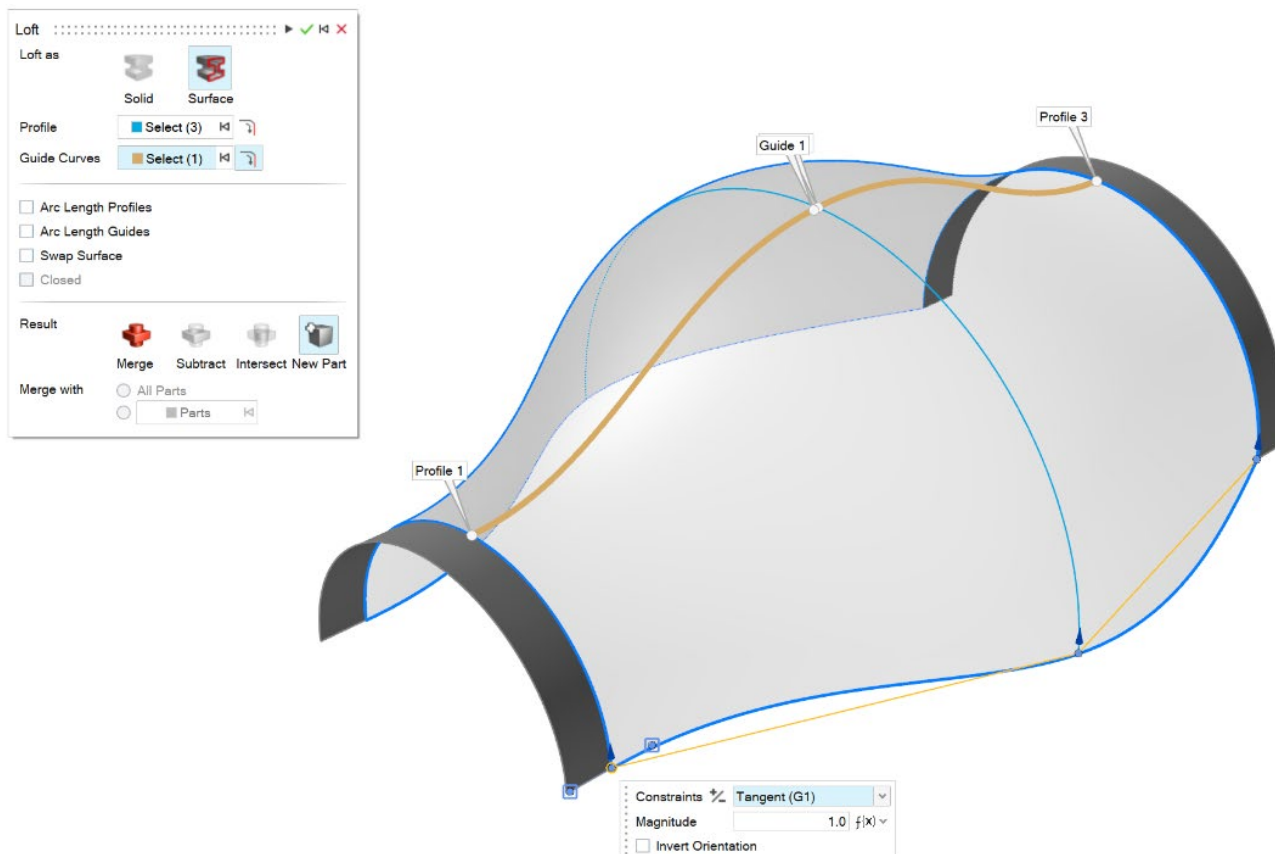 Loft
Loft as
Solid Surface
Profile Select (3)
Guide Curves Select (1)
Arc Length Profiles
Arc Length Guides
Swap Surface
Closed
Result
Merge Subtract Intersect New Part
Merge with All Parts
Parts
Profile 3
Guide 1
Profile 1
Constraints Tangent (G1)
Magnitude 1.0 f(x)
Invert Orientation